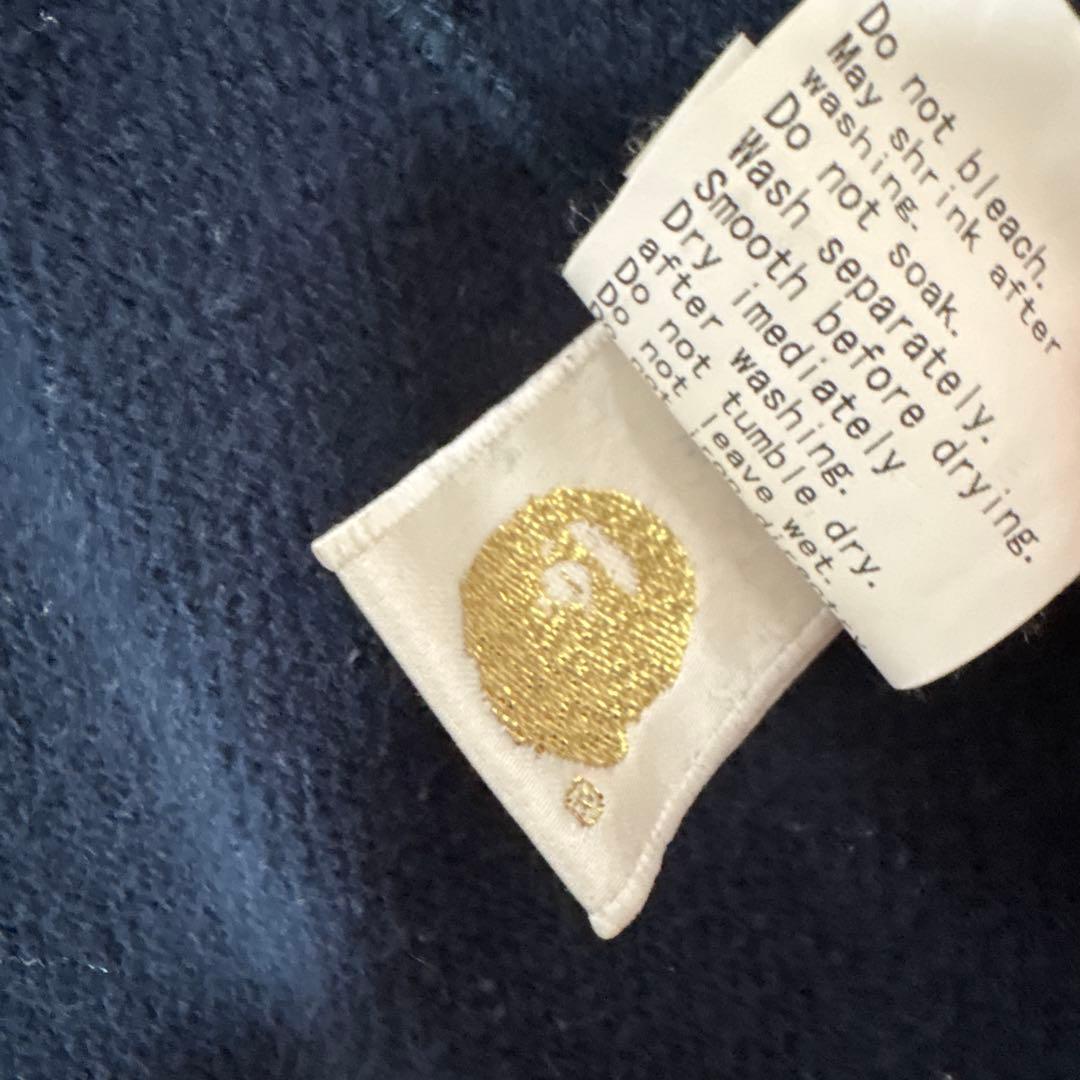 Do not bleach.
May shrink after
washing.
Do not soak.
Wash separately.
Smooth before drying.
Dry imediately
after washing.
Do not tumble dry.
Do not leave wet.
®